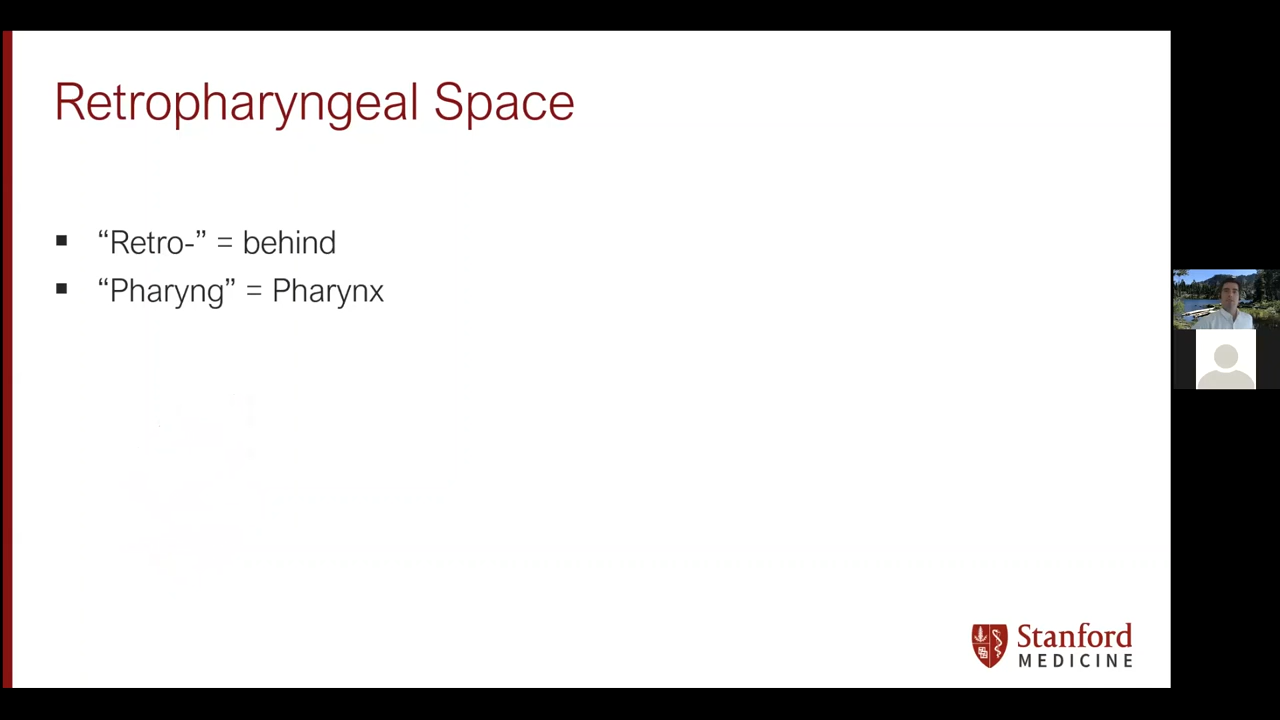 Retropharyngeal Space
▪ “Retro-” = behind
▪ “Pharyng” = Pharynx
Stanford
MEDICINE